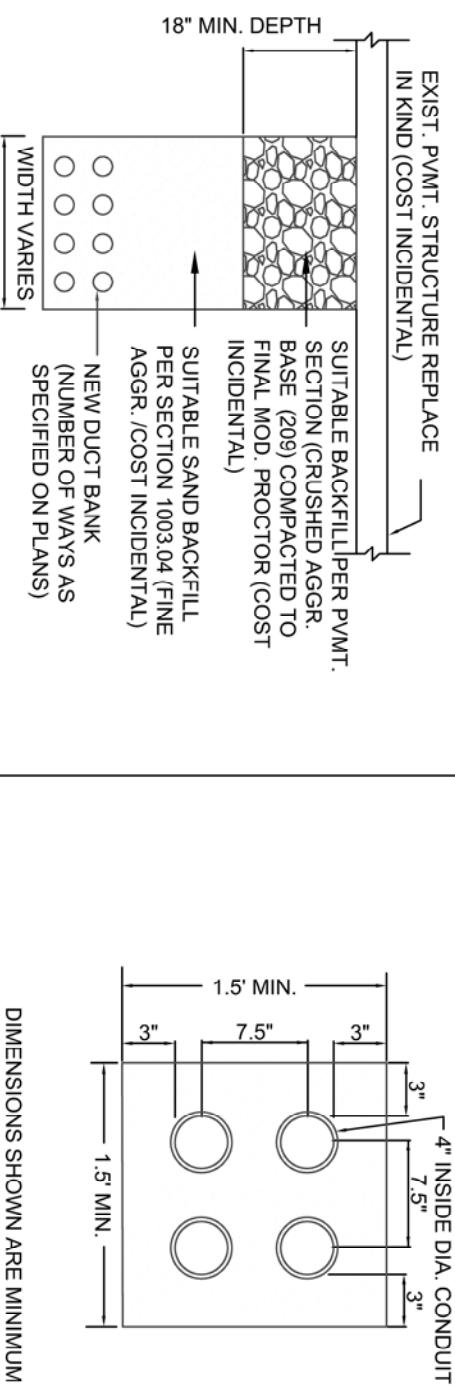 EXIST. PVMT. STRUCTURE REPLACE
IN KIND (COST INCIDENTAL)
18" MIN. DEPTH
SUITABLE BACKFILL PER PVMT.
SECTION (CRUSHED AGGR.
BASE (209) COMPACTED TO
FINAL MOD. PROCTOR (COST
INCIDENTAL)
SUITABLE SAND BACKFILL
PER SECTION 1003.04 (FINE
AGGR. /COST INCIDENTAL)
NEW DUCT BANK
(NUMBER OF WAYS AS
SPECIFIED ON PLANS)
WIDTH VARIES
4" INSIDE DIA. CONDUIT
3"
7.5"
3"
1.5' MIN.
3"
7.5"
3"
1.5' MIN.
DIMENSIONS SHOWN ARE MINIMUM